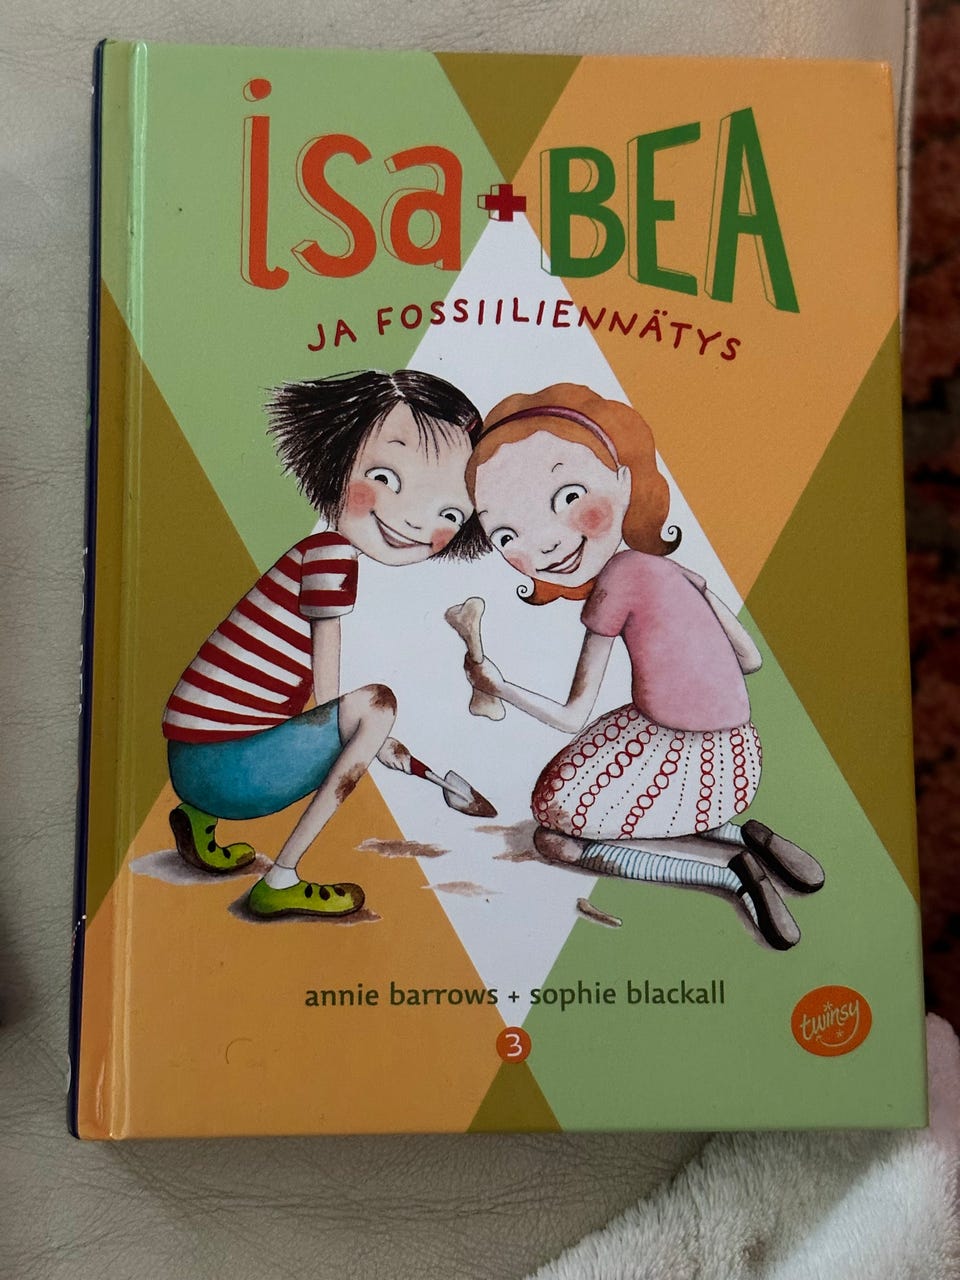 isa + BEA
JA FOSSIILIENNÄTYS
annie barrows + sophie blackall
twinsy
3